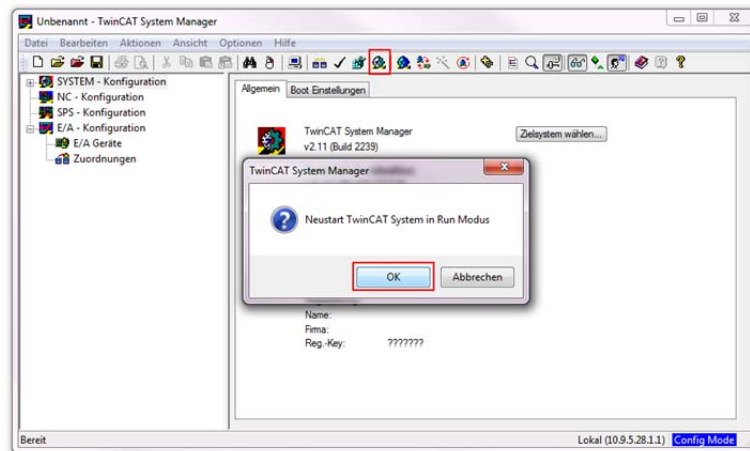 Unbenannt - TwinCAT System Manager
Datei Bearbeiten Aktionen Ansicht Optionen Hilfe
SYSTEM - Konfiguration
NC - Konfiguration
SPS - Konfiguration
E/A - Konfiguration
E/A Geräte
Zuordnungen
Allgemein Boot Einstellungen
TwinCAT System Manager
v2.11 (Build 2239)
Zielsystem wählen...
TwinCAT System Manager
Neustart TwinCAT System in Run Modus
OK Abbrechen
Name:
Firma:
Reg.-Key: ???????
Bereit
Lokal (10.9.5.28.1.1) Config Mode